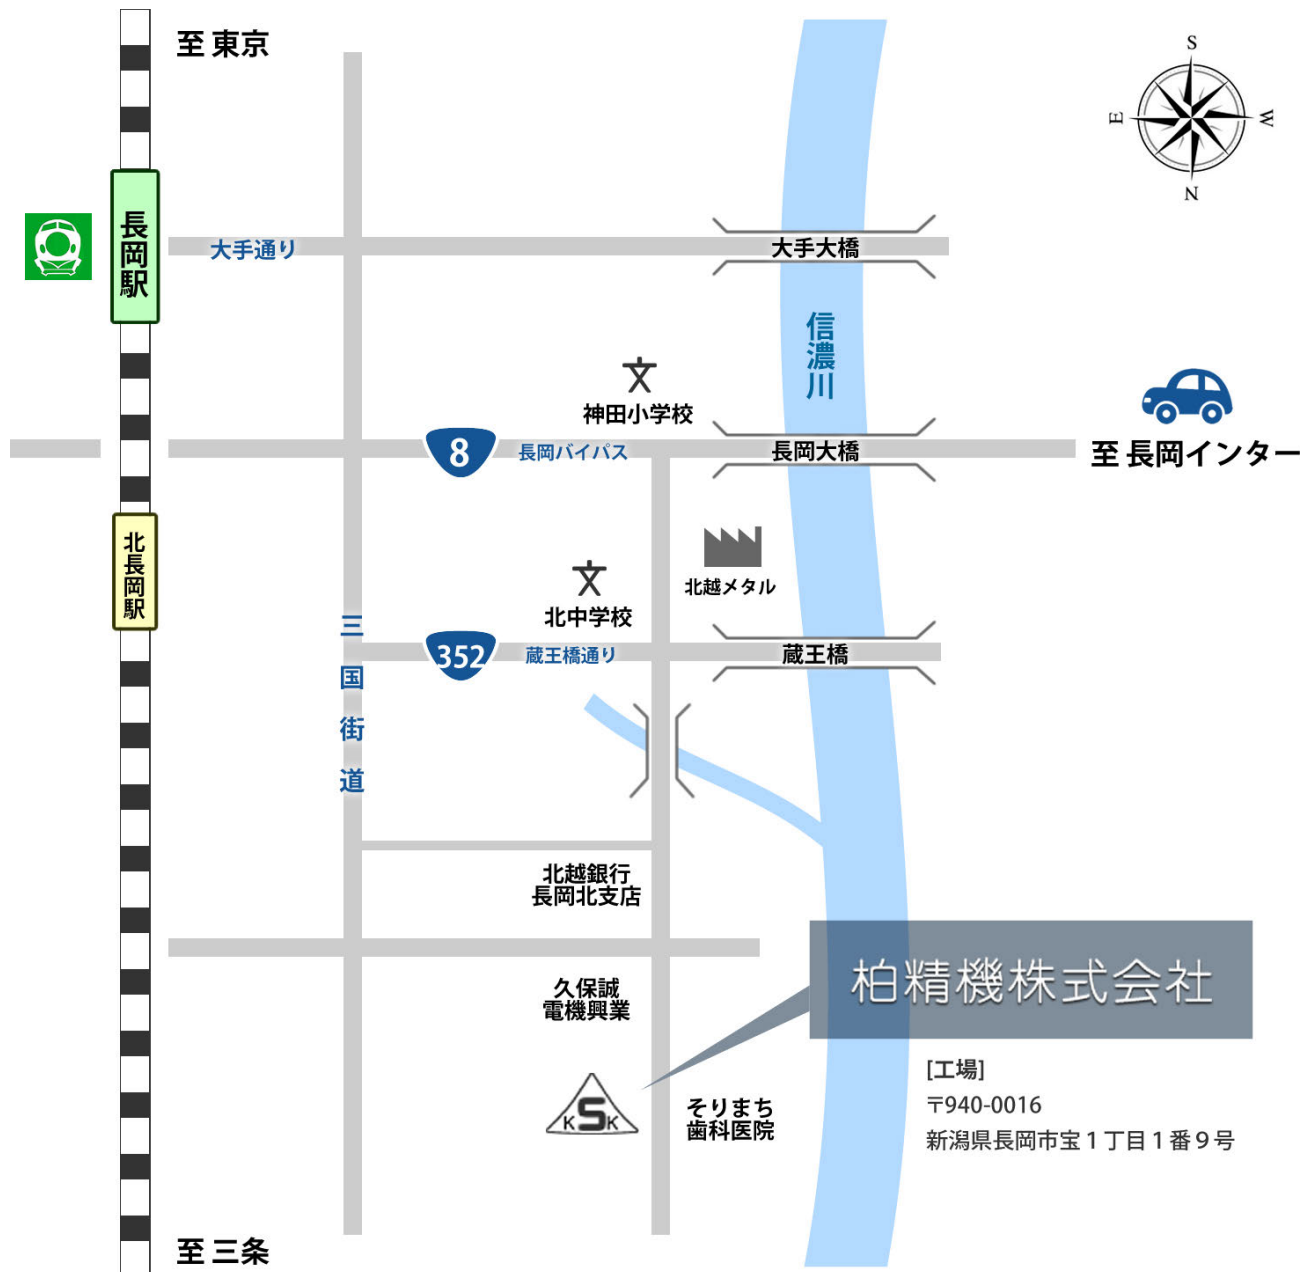 至 東京
S
E
W
N
長岡駅
大手通り
大手大橋
信濃川
神田小学校
8
長岡バイパス
長岡大橋
至 長岡インター
北長岡駅
北越メタル
北中学校
三国街道
352
蔵王橋通り
蔵王橋
北越銀行
長岡北支店
柏精機株式会社
久保誠
電機興業
[工場]
〒940-0016
新潟県長岡市宝１丁目１番９号
KSK
そりまち
歯科医院
至 三条